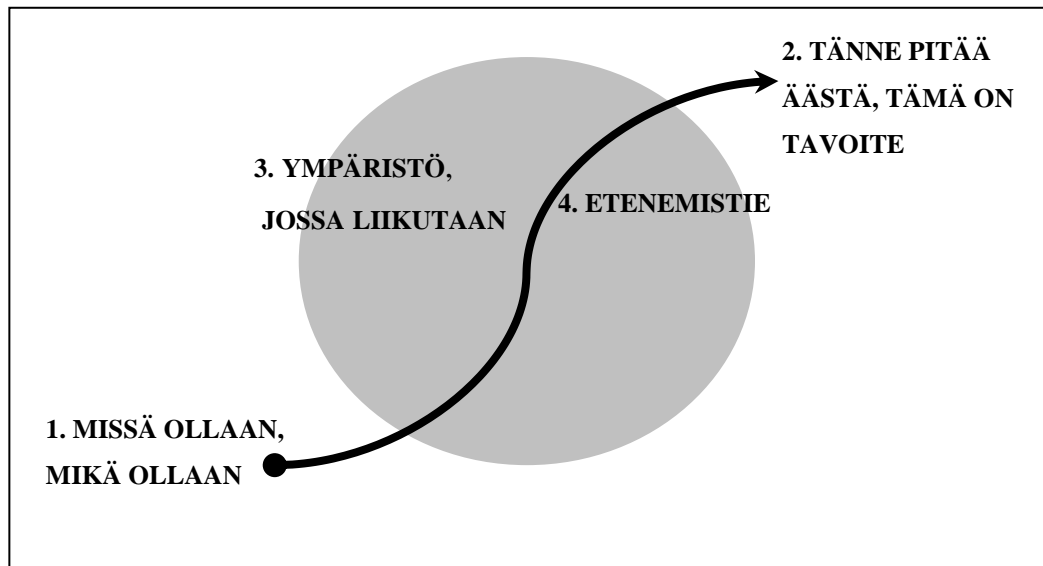 2. TÄNNE PITÄÄ
ÄÄSTÄ, TÄMÄ ON
TAVOITE
3. YMPÄRISTÖ,
JOSSA LIIKUTAAN
4. ETENEMISTIE
1. MISSÄ OLLAAN,
MIKÄ OLLAAN